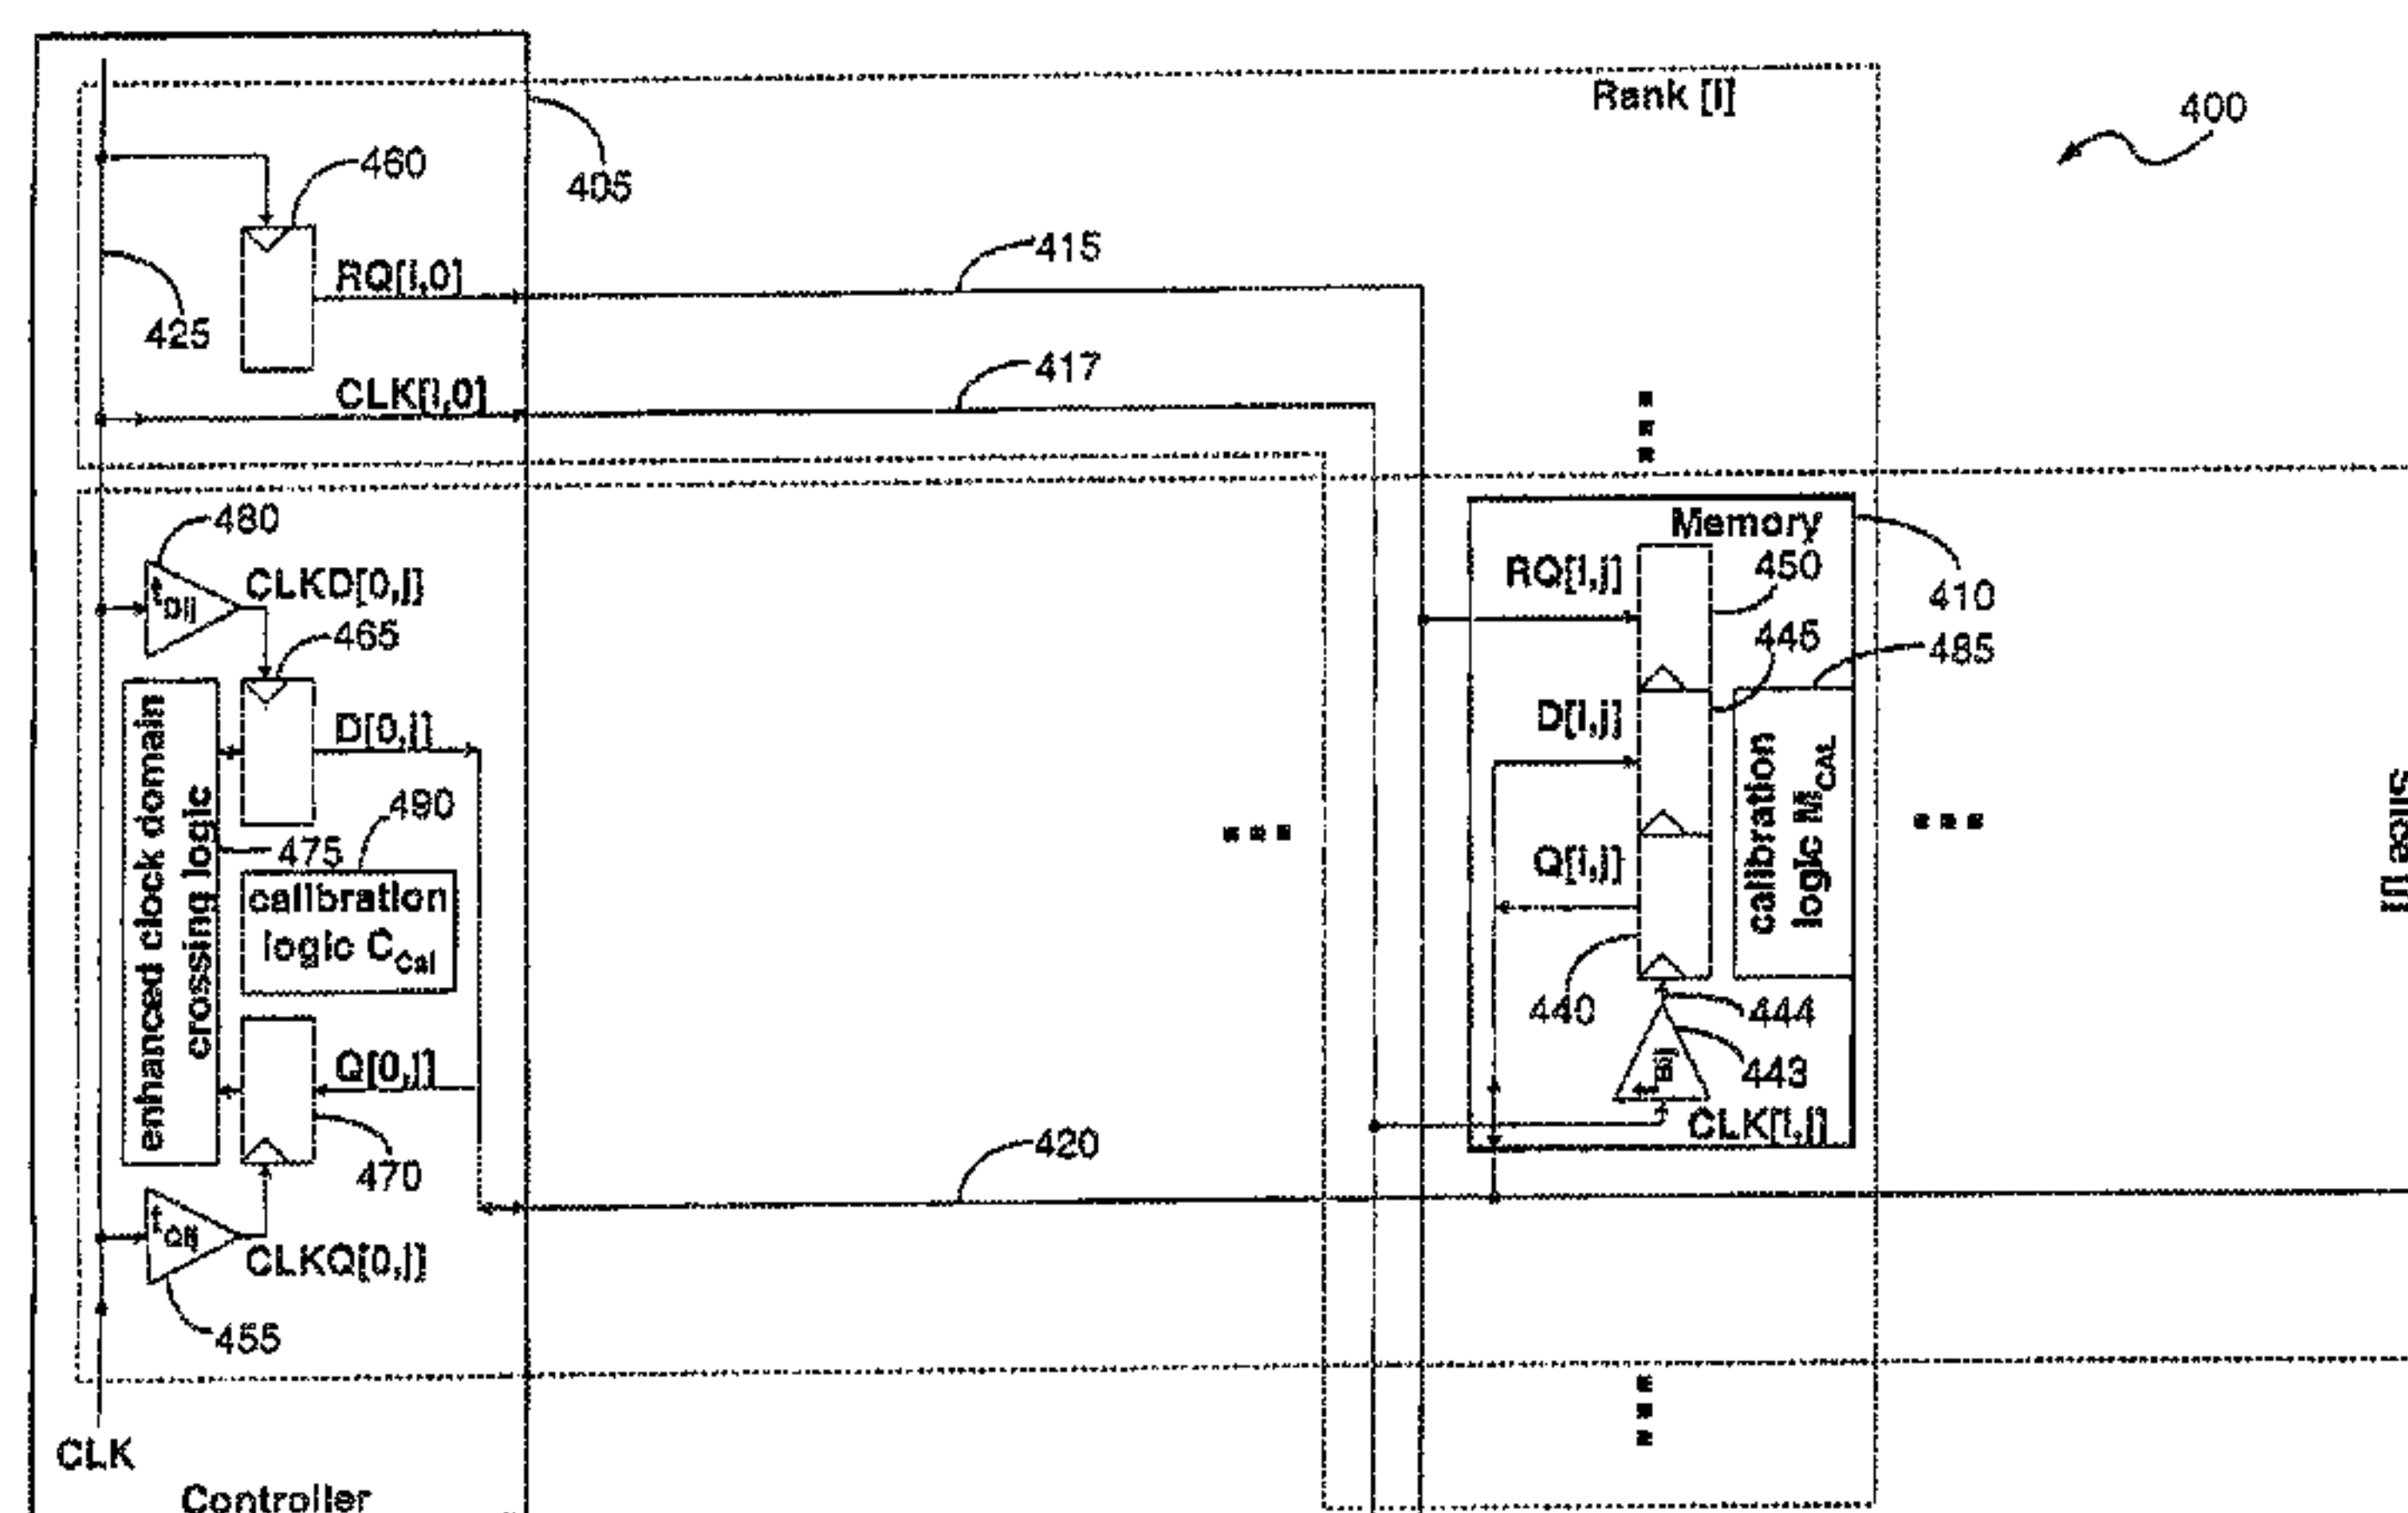 Rank [i]
400
460
405
415
RQ[i,0]
425
417
CLK[i,0]
480
Memory
CLKD[0,j]
RQ[i,j]
450
410
465
445
485
D[0,j]
D[i,j]
490
475
enhanced clock domain
crossing logic
calibration
logic C_Cal
Q[i,j]
calibration
logic M_CAL
Slice [j]
440
444
Bij
443
Q[0,j]
CLK[i,j]
470
420
CLKQ[0,j]
455
CLK
Controller